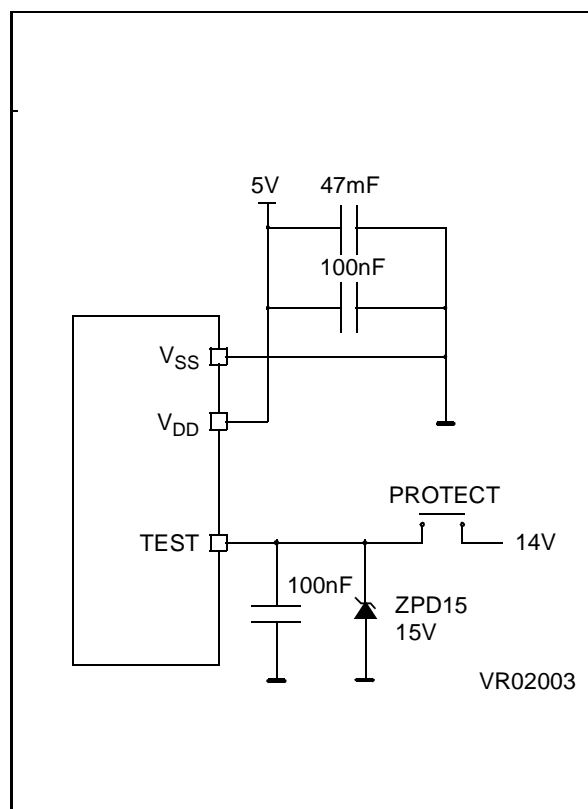 5V 47mF
100nF
VSS
VDD
PROTECT
TEST 14V
100nF ZPD15
15V
VR02003